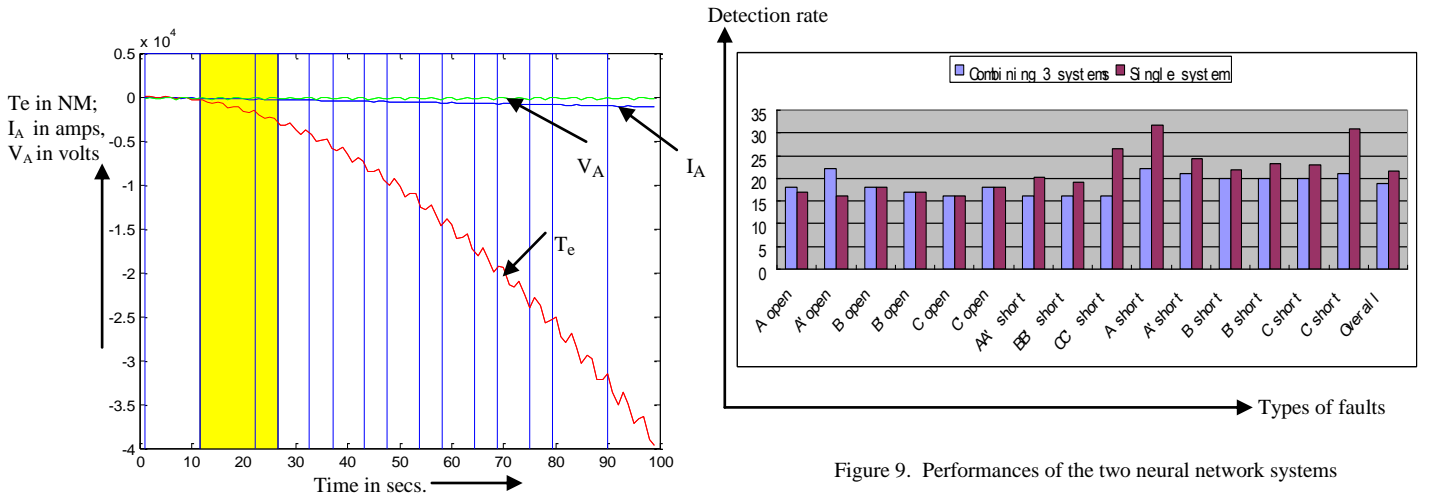 x 10^4
0.5
0
-0.5
-1
-1.5
-2
-2.5
-3
-3.5
-4
0 10 20 30 40 50 60 70 80 90 100
Te in NM;
I_A in amps,
V_A in volts
V_A
I_A
T_e
Time in secs.
Detection rate
Combining 3 systems Single system
35
30
25
20
15
10
5
0
A open
A' open
B open
B' open
C open
C' open
AA' short
BB' short
CC' short
A short
A' short
B short
B' short
C short
C' short
Overall
Types of faults
Figure 9. Performances of the two neural network systems